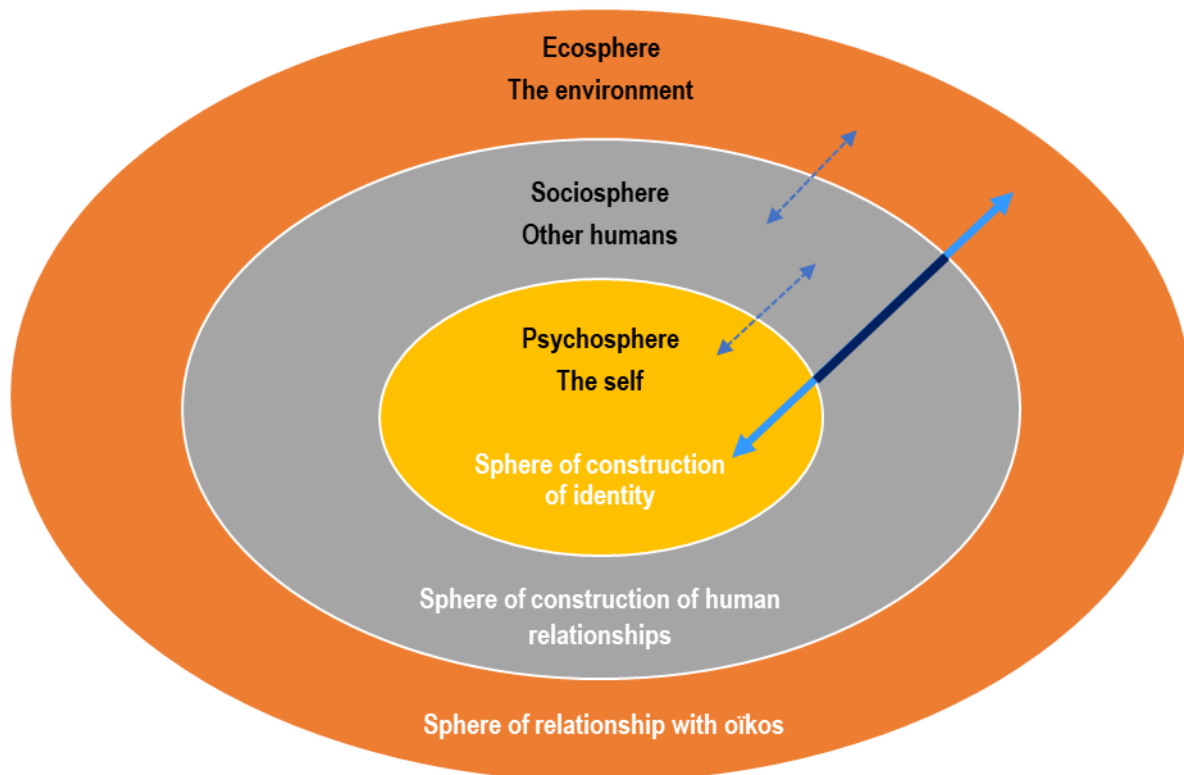 Ecosphere
The environment
Sociosphere
Other humans
Psychosphere
The self
Sphere of construction
of identity
Sphere of construction of human
relationships
Sphere of relationship with oïkos